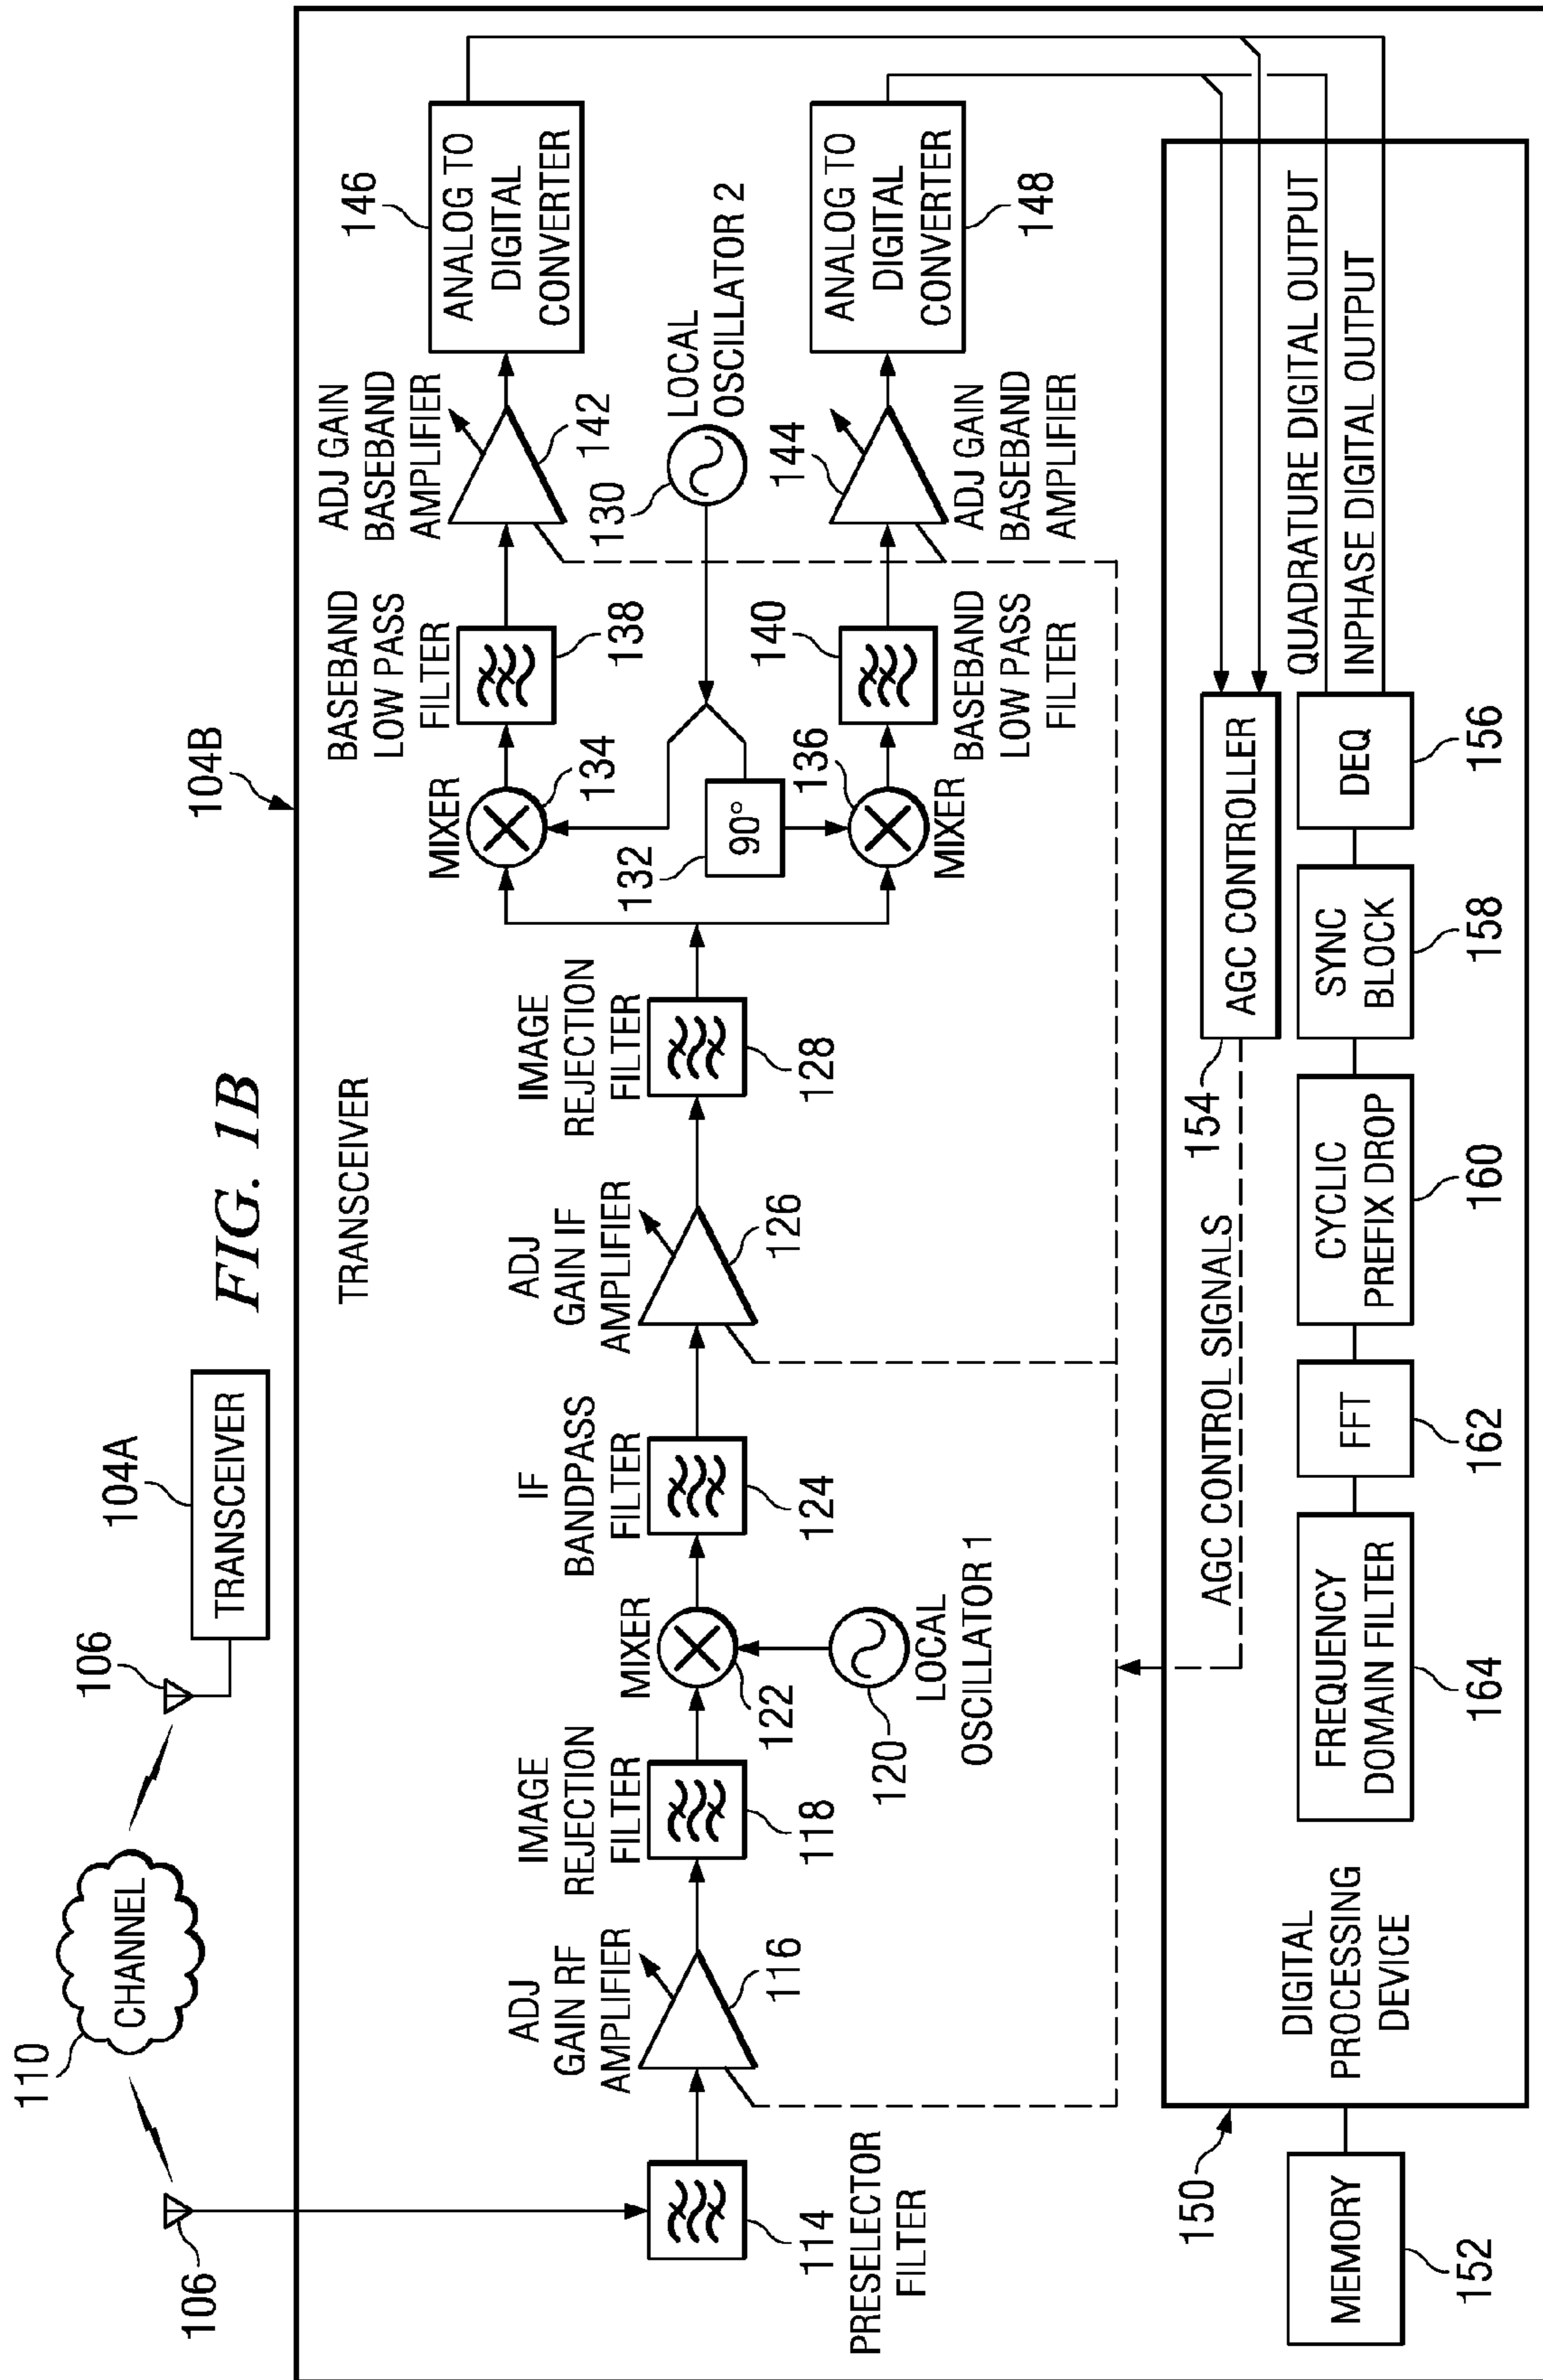 FIG. 1B
110
CHANNEL
106
106
104A
TRANSCEIVER
104B
TRANSCEIVER
114
PRESELECTOR
FILTER
ADJ
GAIN RF
AMPLIFIER
116
IMAGE
REJECTION
FILTER
118
MIXER
122
120
LOCAL
OSCILLATOR 1
IF
BANDPASS
FILTER
124
ADJ
GAIN IF
AMPLIFIER
126
IMAGE
REJECTION
FILTER
128
MIXER
134
132
90°
136
MIXER
BASEBAND
LOW PASS
FILTER
138
140
BASEBAND
LOW PASS
FILTER
ADJ GAIN
BASEBAND
AMPLIFIER
142
130
LOCAL
OSCILLATOR 2
144
ADJ GAIN
BASEBAND
AMPLIFIER
146
ANALOG TO
DIGITAL
CONVERTER
ANALOG TO
DIGITAL
CONVERTER
148
150
MEMORY
152
DIGITAL
PROCESSING
DEVICE
AGC CONTROL SIGNALS
154
AGC CONTROLLER
QUADRATURE DIGITAL OUTPUT
INPHASE DIGITAL OUTPUT
FREQUENCY
DOMAIN FILTER
164
FFT
162
CYCLIC
PREFIX DROP
160
SYNC
BLOCK
158
DEQ
156